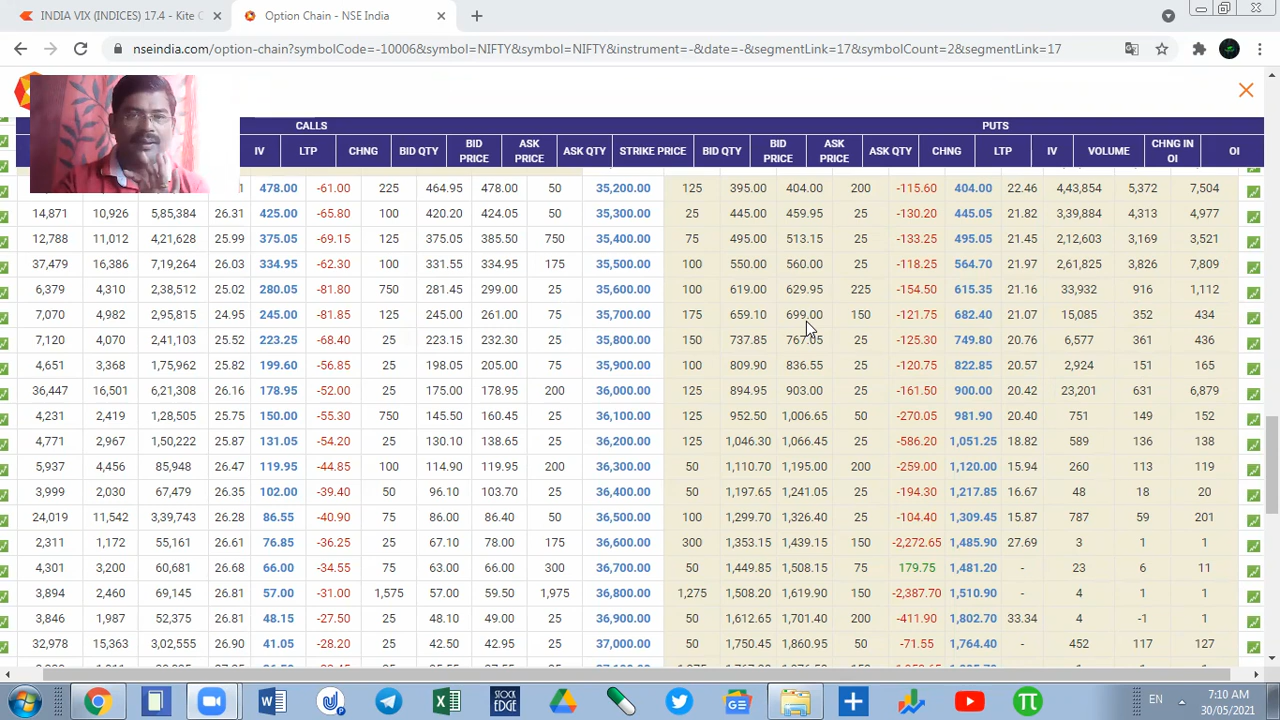 INDIA VIX (INDICES) 17.4 - Kite C
Option Chain - NSE India
nseindia.com/option-chain?symbolCode=-10006&symbol=NIFTY&symbol=NIFTY&instrument=-&date=-&segmentLink=17&symbolCount=2&segmentLink=17
CALLS PUTS
IV LTP CHNG BID QTY BID PRICE ASK PRICE ASK QTY STRIKE PRICE BID QTY BID PRICE ASK PRICE ASK QTY CHNG LTP IV VOLUME CHNG IN OI OI
478.00 -61.00 225 464.95 478.00 50 35,200.00 125 395.00 404.00 200 -115.60 404.00 22.46 4,43,854 5,372 7,504
14,871 10,926 5,85,384 26.31 425.00 -65.80 100 420.20 424.05 50 35,300.00 25 445.00 459.95 25 -130.20 445.05 21.82 3,39,884 4,313 4,977
12,788 11,012 4,21,628 25.99 375.05 -69.15 125 375.05 385.50 750 35,400.00 75 495.00 513.15 25 -133.25 495.05 21.45 2,12,603 3,169 3,521
37,479 16,386 7,19,264 26.03 334.95 -62.30 100 331.55 334.95 175 35,500.00 100 550.00 560.00 25 -118.25 564.70 21.97 2,61,825 3,826 7,809
6,379 4,310 2,38,512 25.02 280.05 -81.80 750 281.45 299.00 25 35,600.00 100 619.00 629.95 225 -154.50 615.35 21.16 33,932 916 1,112
7,070 4,982 2,95,815 24.95 245.00 -81.85 125 245.00 261.00 75 35,700.00 175 659.10 699.00 150 -121.75 682.40 21.07 15,085 352 434
7,120 4,070 2,41,103 25.52 223.25 -68.40 25 223.15 232.30 25 35,800.00 150 737.85 25 -125.30 749.80 20.76 6,577 361 436
4,651 3,368 1,75,962 25.82 199.60 -56.85 25 198.05 205.00 75 35,900.00 100 809.90 836.55 25 -120.75 822.85 20.57 2,924 151 165
36,447 16,501 6,21,308 26.16 178.95 -52.00 25 175.00 178.95 200 36,000.00 125 894.95 903.00 25 -161.50 900.00 20.42 23,201 631 6,879
4,231 2,419 1,28,505 25.75 150.00 -55.30 750 145.50 160.45 25 36,100.00 125 952.50 1,006.65 50 -270.05 981.90 20.40 751 149 152
4,771 2,967 1,50,222 25.87 131.05 -54.20 25 130.10 138.65 25 36,200.00 125 1,046.30 1,066.45 25 -586.20 1,051.25 18.82 589 136 138
5,937 4,456 85,948 26.47 119.95 -44.85 100 114.90 119.95 200 36,300.00 50 1,110.70 1,195.00 200 -259.00 1,120.00 15.94 260 113 119
3,999 2,030 67,479 26.35 102.00 -39.40 50 96.10 103.70 25 36,400.00 50 1,197.65 1,241.05 25 -194.30 1,217.85 16.67 48 18 20
24,019 11,542 3,39,743 26.28 86.55 -40.90 75 86.00 86.40 50 36,500.00 100 1,299.70 1,326.40 25 -104.40 1,309.45 15.87 787 59 201
2,311 1,172 55,161 26.61 76.85 -36.25 25 67.10 78.00 175 36,600.00 300 1,353.15 1,439.15 150 -2,272.65 1,485.90 27.69 3 1 1
4,301 3,200 60,681 26.68 66.00 -34.55 75 63.00 66.00 300 36,700.00 50 1,449.85 1,508.15 75 179.75 1,481.20 - 23 6 11
3,894 2,460 69,145 26.81 57.00 -31.00 1,575 57.00 59.50 1,975 36,800.00 1,275 1,508.20 1,619.90 150 -2,387.70 1,510.90 - 4 1 1
3,846 1,987 52,375 26.81 48.15 -27.50 25 48.10 49.00 25 36,900.00 50 1,612.65 1,701.40 200 -411.90 1,802.70 33.34 4 -1 1
32,978 15,363 3,02,555 26.90 41.05 -28.20 25 42.50 42.95 25 37,000.00 50 1,750.45 1,860.95 50 -71.55 1,764.40 - 452 117 127
STOCK EDGE
EN
7:10 AM
30/05/2021